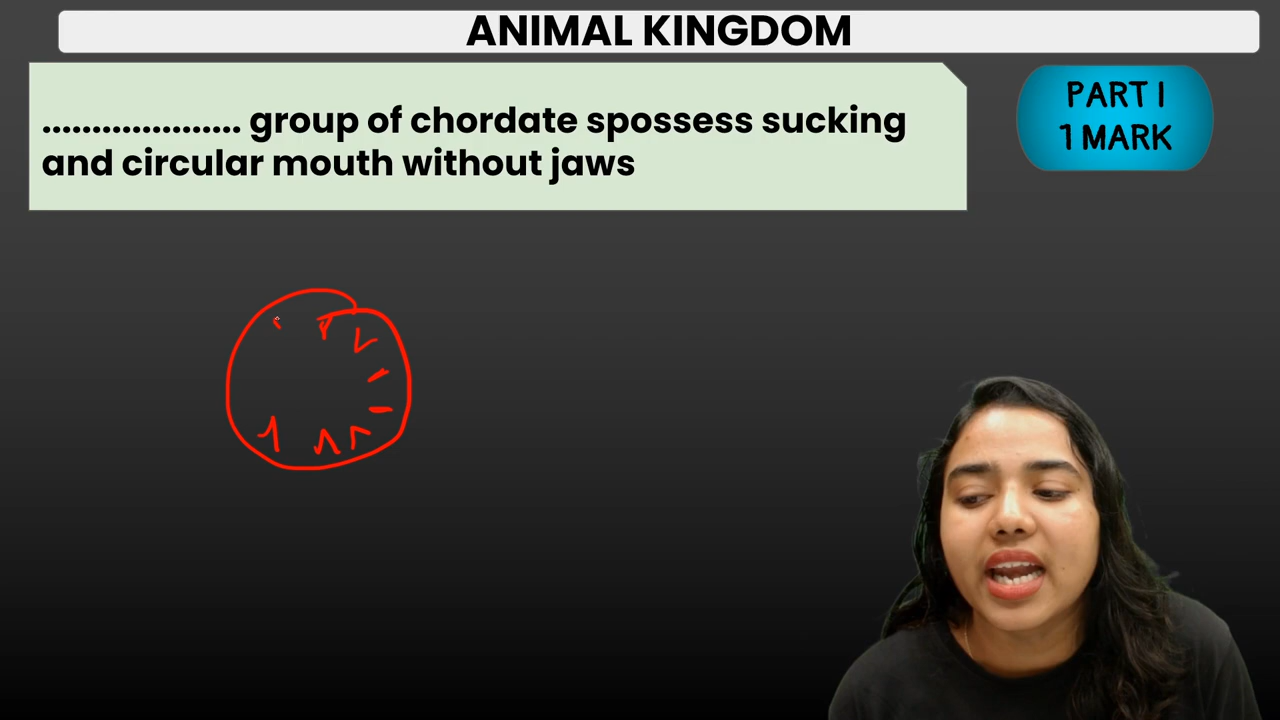 ANIMAL KINGDOM
.................... group of chordate spossess sucking
and circular mouth without jaws
PART I
1 MARK